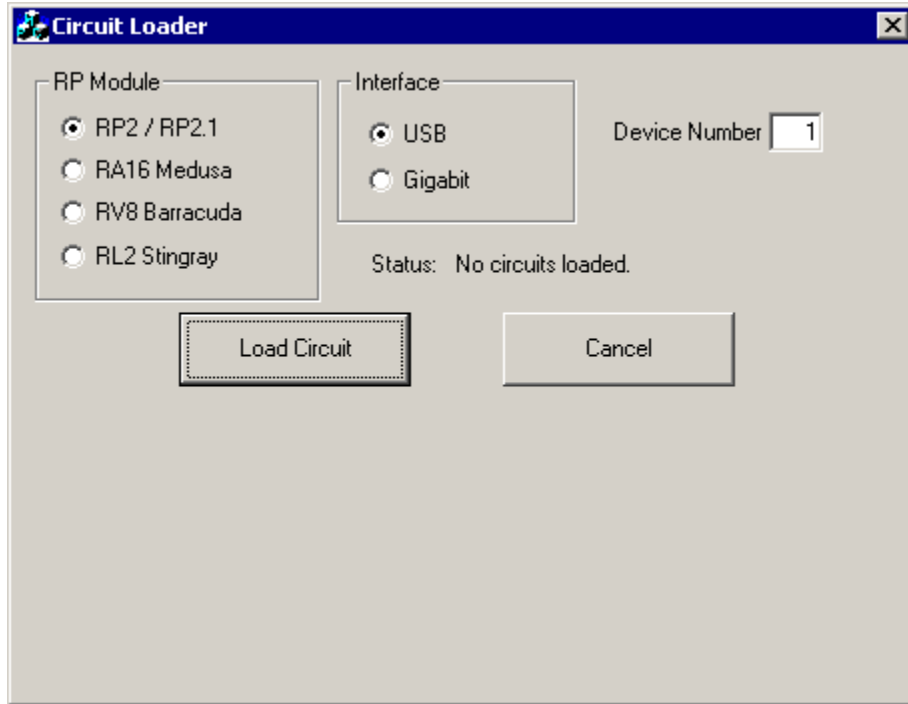 Circuit Loader
RP Module
RP2 / RP2.1
RA16 Medusa
RV8 Barracuda
RL2 Stingray
Interface
USB
Gigabit
Device Number 1
Status: No circuits loaded.
Load Circuit
Cancel